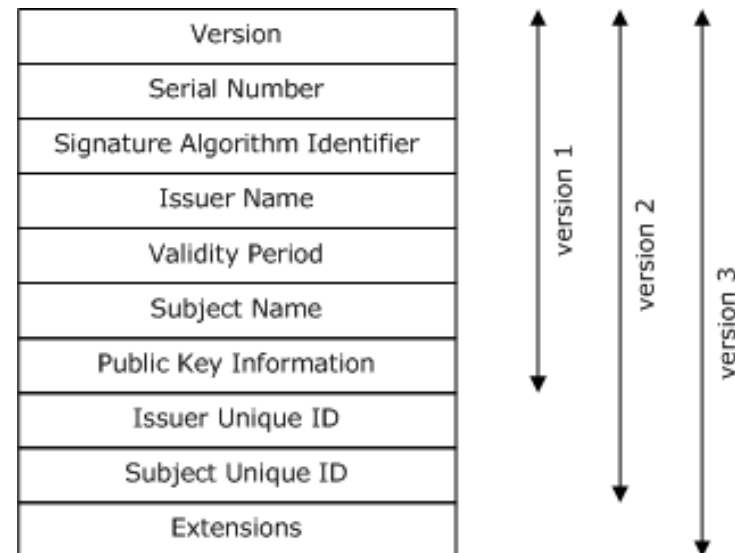 Version
Serial Number
Signature Algorithm Identifier
Issuer Name
Validity Period
Subject Name
Public Key Information
Issuer Unique ID
Subject Unique ID
Extensions
version 1
version 2
version 3